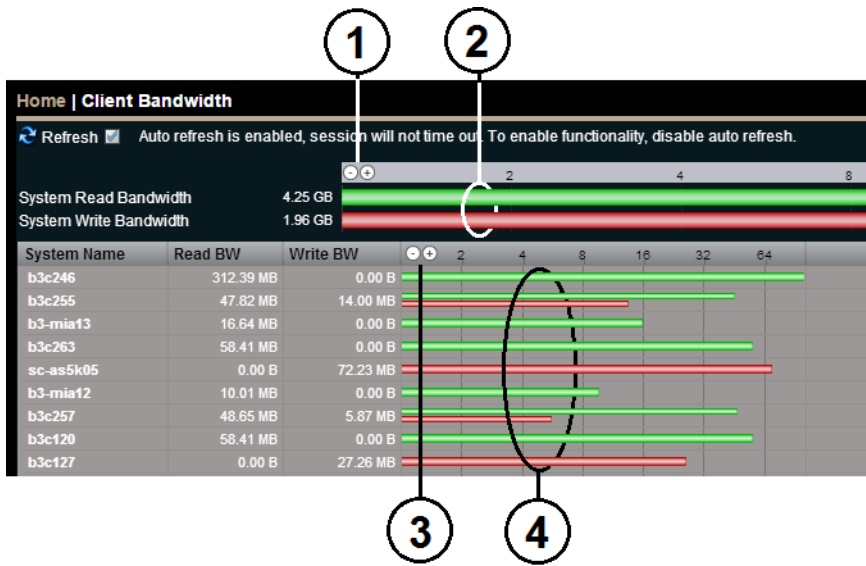 1 2
Home | Client Bandwidth
Refresh Auto refresh is enabled, session will not time out. To enable functionality, disable auto refresh.
- + 2 4 8
System Read Bandwidth 4.25 GB
System Write Bandwidth 1.96 GB
System Name Read BW Write BW - + 2 4 8 16 32 64
b3c246 312.39 MB 0.00 B
b3c255 47.82 MB 14.00 MB
b3-mia13 16.64 MB 0.00 B
b3c263 58.41 MB 0.00 B
sc-as5k05 0.00 B 72.23 MB
b3-mia12 10.01 MB 0.00 B
b3c257 48.65 MB 5.87 MB
b3c120 58.41 MB 0.00 B
b3c127 0.00 B 27.26 MB
3 4